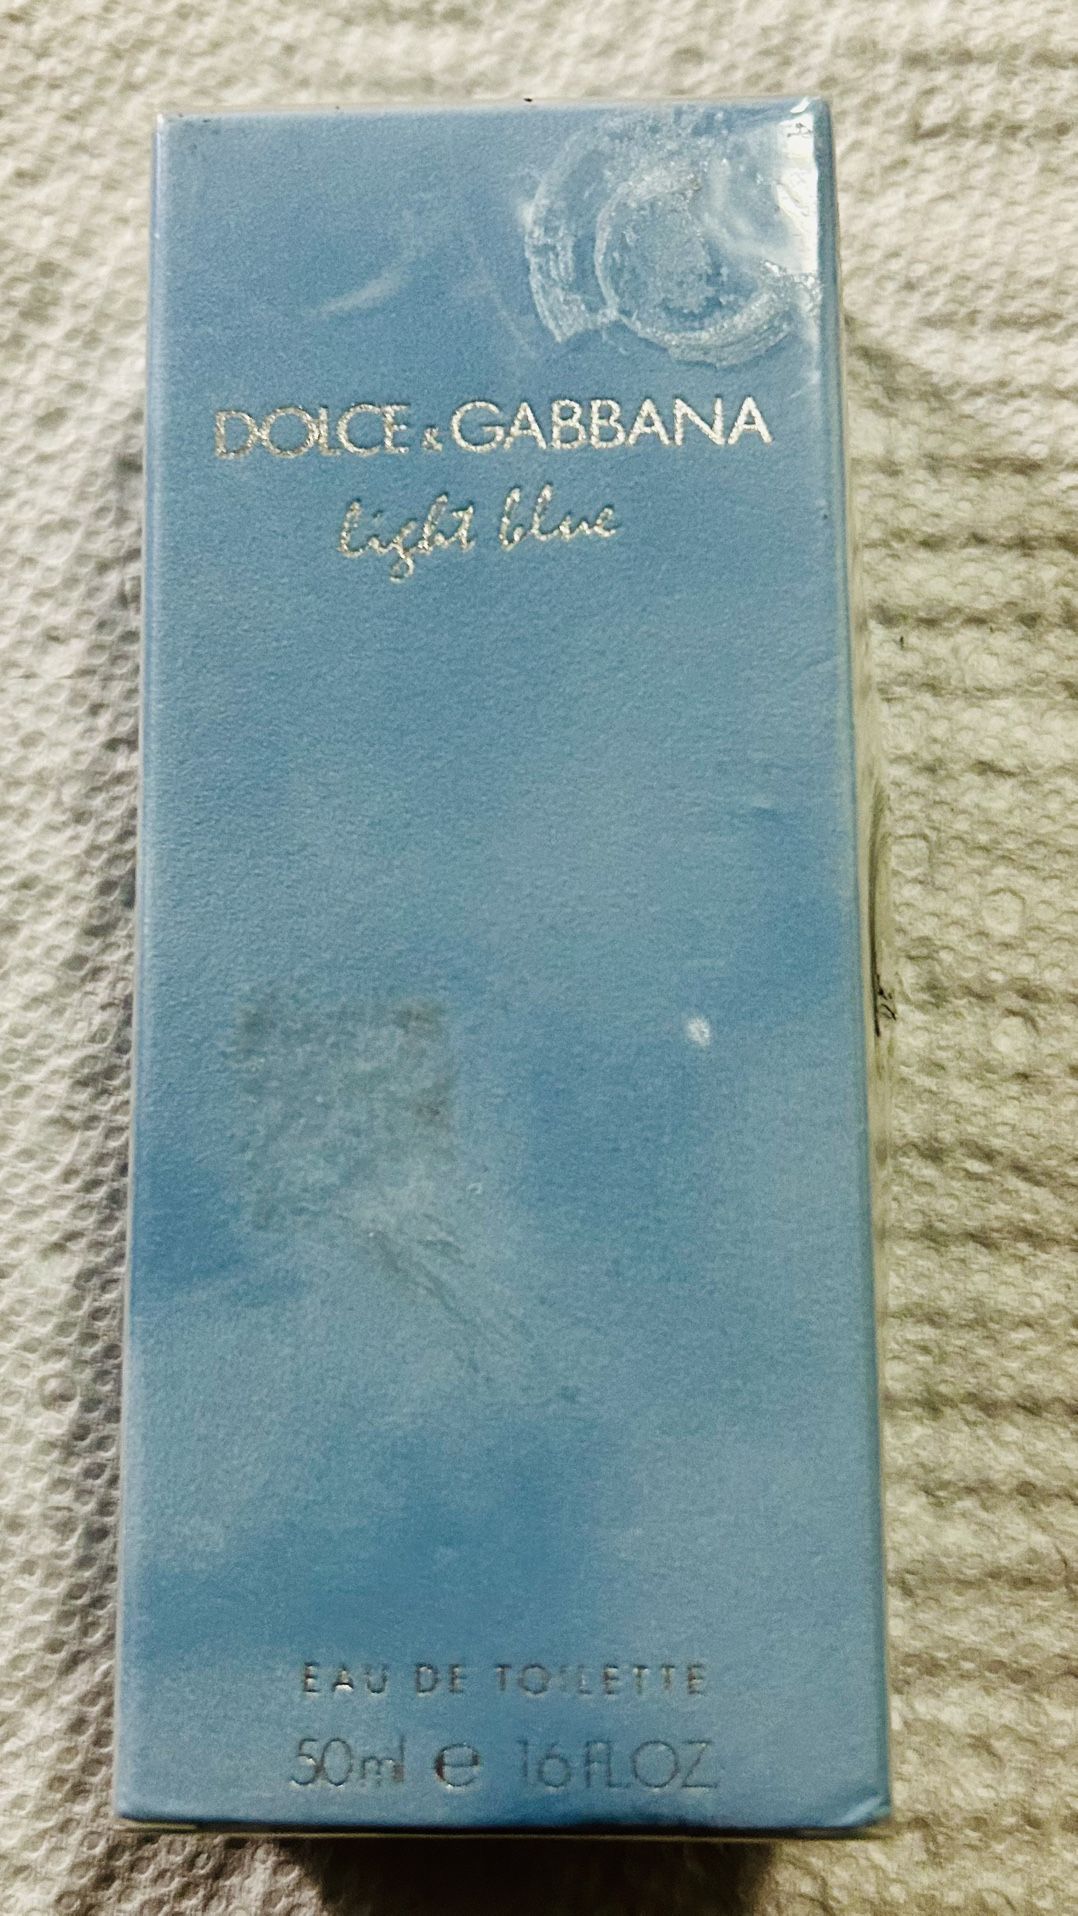 DOLCE & GABBANA
light blue
EAU DE TOILETTE
50ml e 1.6 FL.OZ.